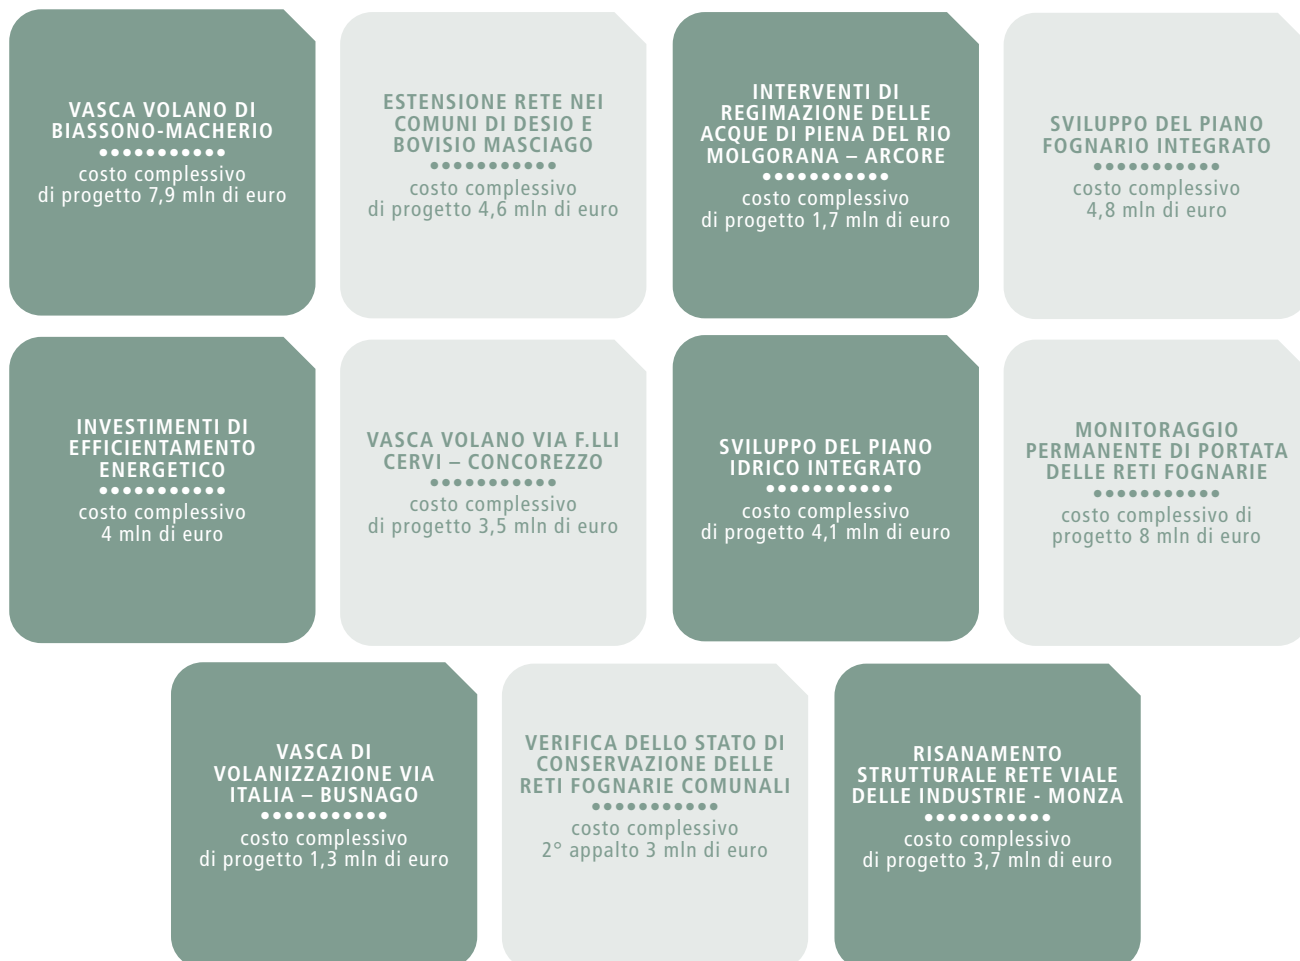 VASCA VOLANO DI
BIASSONO-MACHERIO
costo complessivo
di progetto 7,9 mln di euro
ESTENSIONE RETE NEI
COMUNI DI DESIO E
BOVISIO MASCIAGO
costo complessivo
di progetto 4,6 mln di euro
INTERVENTI DI
REGIMAZIONE DELLE
ACQUE DI PIENA DEL RIO
MOLGORANA – ARCORE
costo complessivo
di progetto 1,7 mln di euro
SVILUPPO DEL PIANO
FOGNARIO INTEGRATO
costo complessivo
4,8 mln di euro
INVESTIMENTI DI
EFFICIENTAMENTO
ENERGETICO
costo complessivo
4 mln di euro
VASCA VOLANO VIA F.LLI
CERVI – CONCOREZZO
costo complessivo
di progetto 3,5 mln di euro
SVILUPPO DEL PIANO
IDRICO INTEGRATO
costo complessivo
di progetto 4,1 mln di euro
MONITORAGGIO
PERMANENTE DI PORTATA
DELLE RETI FOGNARIE
costo complessivo di
progetto 8 mln di euro
VASCA DI
VOLANIZZAZIONE VIA
ITALIA – BUSNAGO
costo complessivo
di progetto 1,3 mln di euro
VERIFICA DELLO STATO DI
CONSERVAZIONE DELLE
RETI FOGNARIE COMUNALI
costo complessivo
2° appalto 3 mln di euro
RISANAMENTO
STRUTTURALE RETE VIALE
DELLE INDUSTRIE - MONZA
costo complessivo
di progetto 3,7 mln di euro